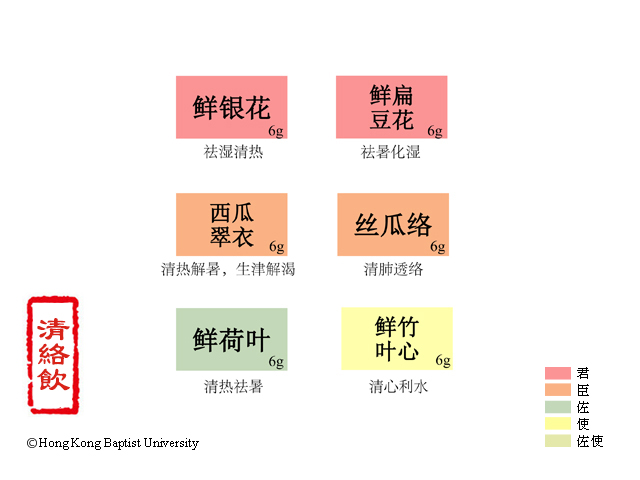 鲜银花
6g
祛湿清热
鲜扁
豆花
6g
祛暑化湿
西瓜
翠衣
6g
清热解暑，生津解渴
丝瓜络
6g
清肺透络
鲜荷叶
6g
清热祛暑
鲜竹
叶心
6g
清心利水
清絡飲
©Hong Kong Baptist University
君
臣
佐
使
佐使